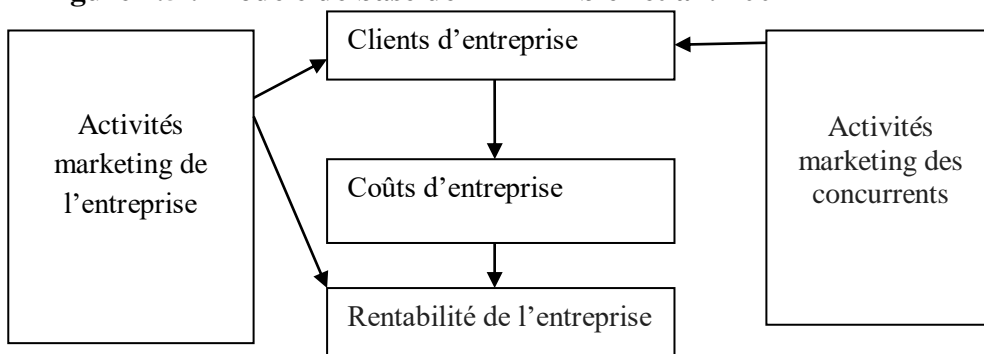 Clients d’entreprise
Activités
marketing de
l’entreprise
Coûts d’entreprise
Rentabilité de l’entreprise
Activités
marketing des
concurrents